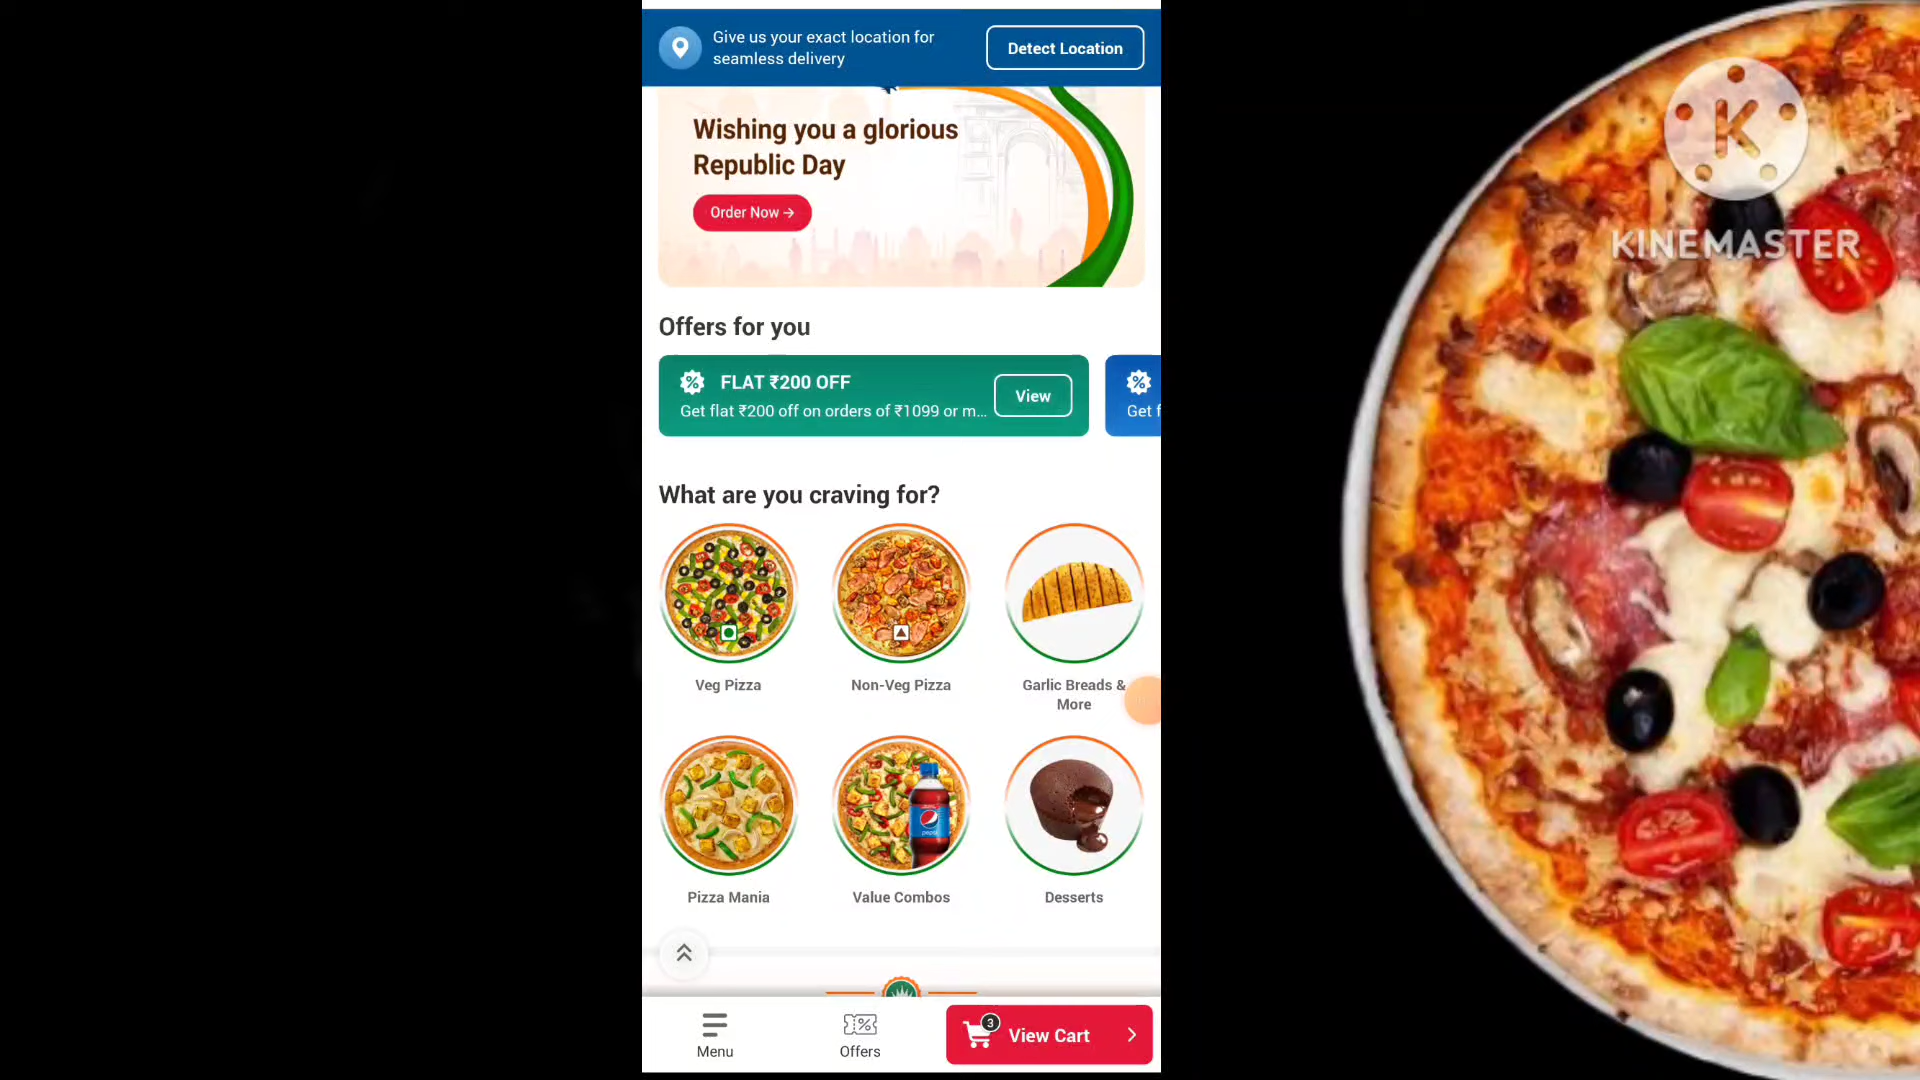 Give us your exact location for
seamless delivery
Detect Location
Wishing you a glorious
Republic Day
Order Now →
KINEMASTER
Offers for you
FLAT ₹200 OFF
Get flat ₹200 off on orders of ₹1099 or m...
View
Get f
What are you craving for?
pepsi
Veg Pizza
Non-Veg Pizza
Garlic Breads &
More
Pizza Mania
Value Combos
Desserts
Menu
Offers
3
View Cart